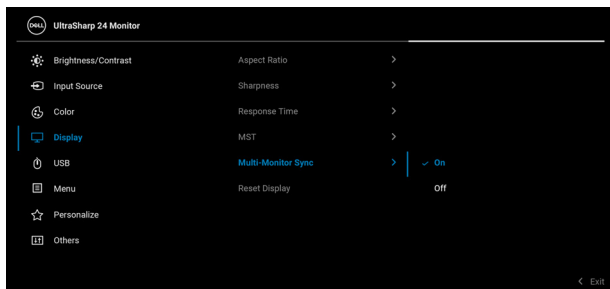 DELL UltraSharp 24 Monitor
Brightness/Contrast Aspect Ratio
Input Source Sharpness
Color Response Time
Display MST
USB Multi-Monitor Sync On
Menu Reset Display Off
Personalize
Others
Exit